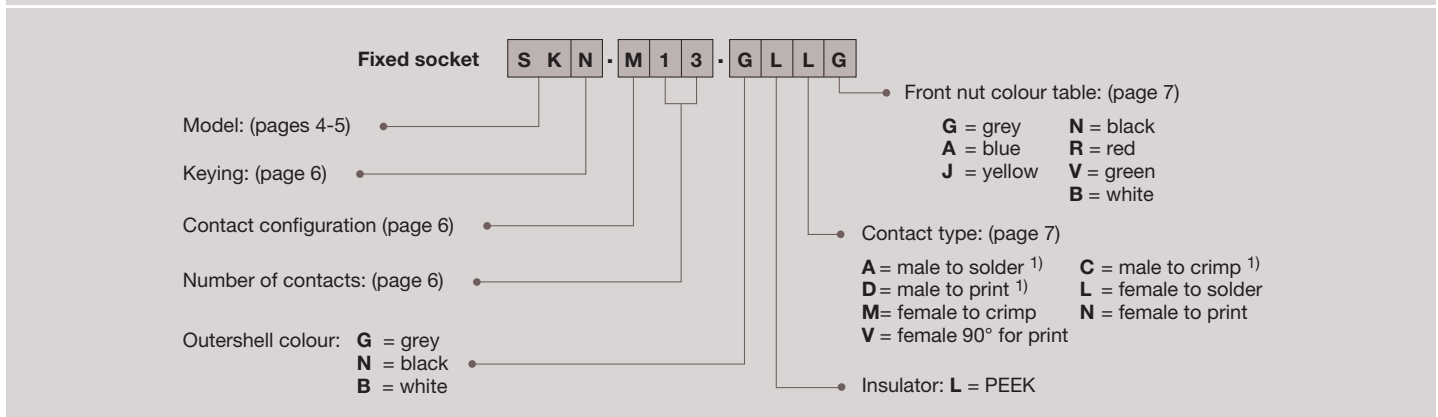 Fixed socket SKN·M13·GLLG
Model: (pages 4-5)
Keying: (page 6)
Contact configuration (page 6)
Number of contacts: (page 6)
Outershell colour: G = grey
N = black
B = white
Front nut colour table: (page 7)
G = grey N = black
A = blue R = red
J = yellow V = green
B = white
Contact type: (page 7)
A = male to solder 1) C = male to crimp 1)
D = male to print 1) L = female to solder
M= female to crimp N = female to print
V = female 90° for print
Insulator: L = PEEK